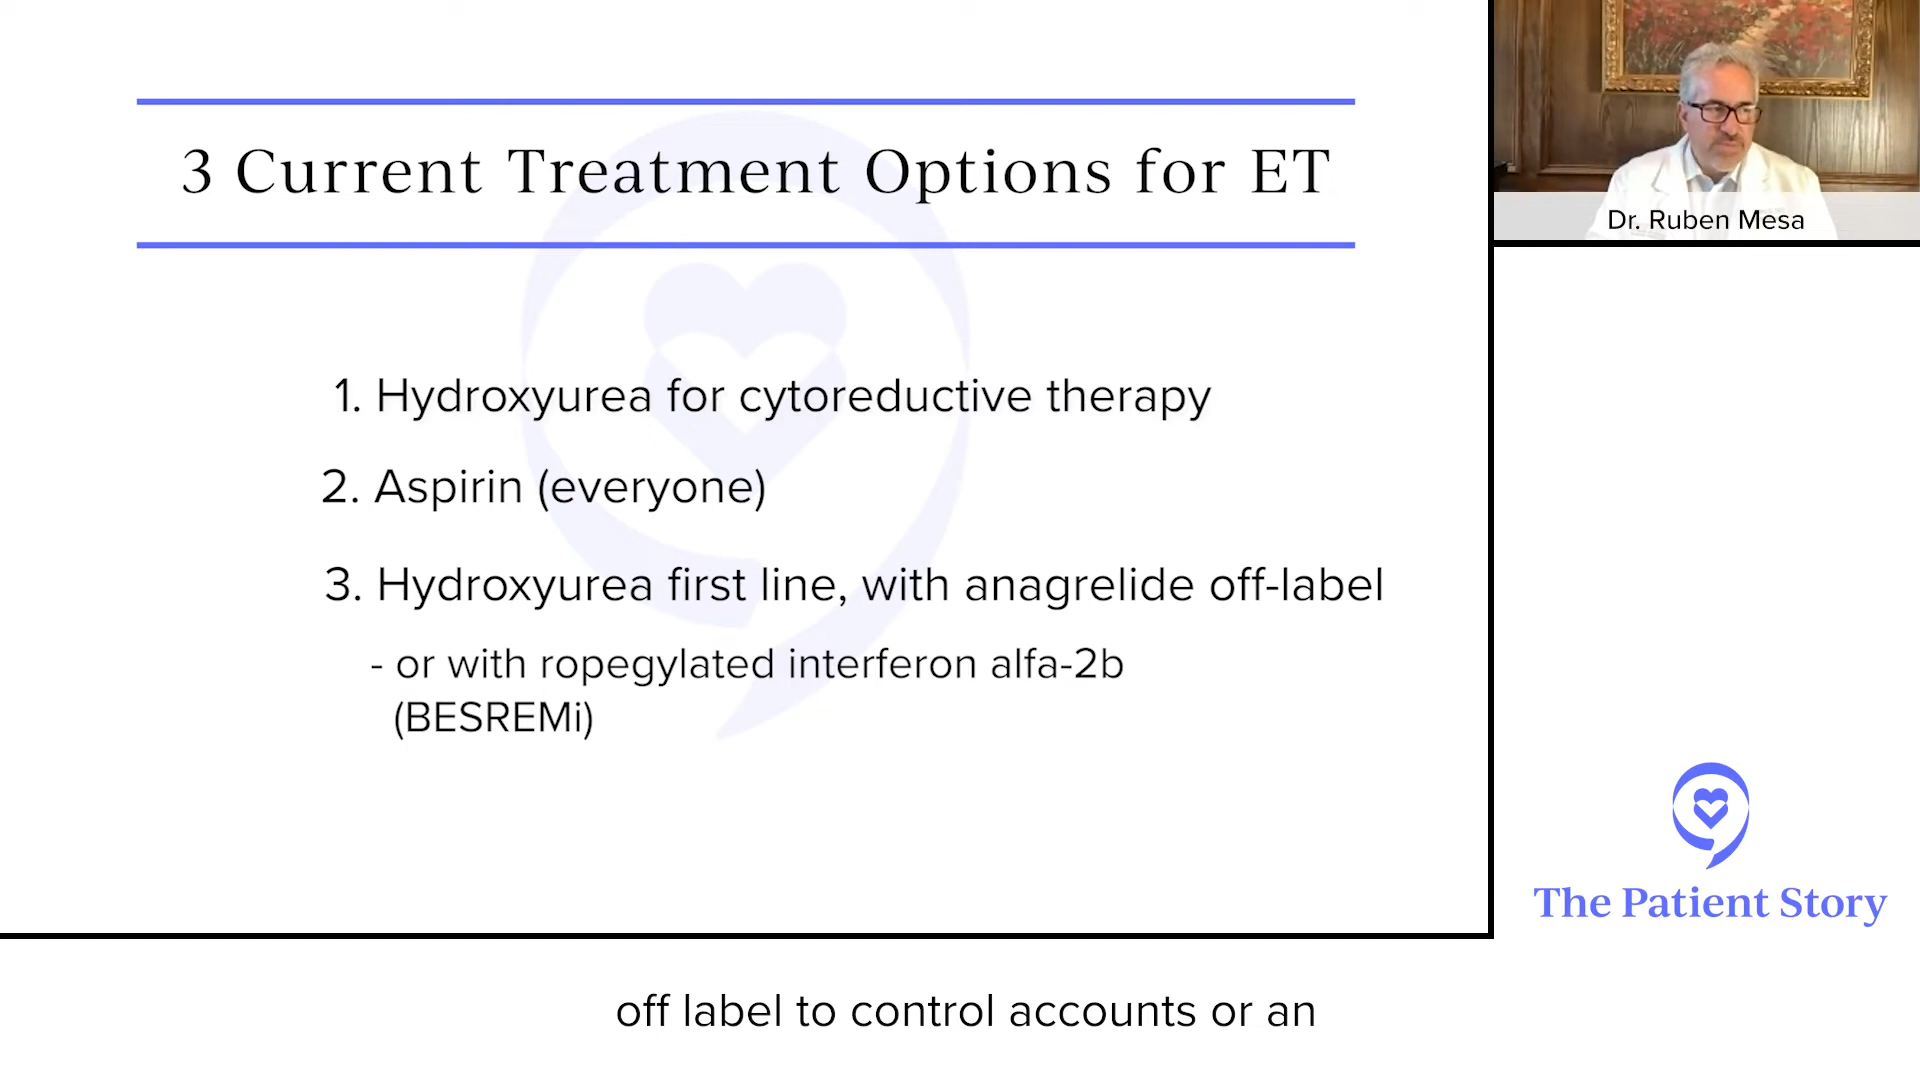 3 Current Treatment Options for ET
1. Hydroxyurea for cytoreductive therapy
2. Aspirin (everyone)
3. Hydroxyurea first line, with anagrelide off-label
- or with ropegylated interferon alfa-2b
(BESREMi)
Dr. Ruben Mesa
The Patient Story
off label to control accounts or an